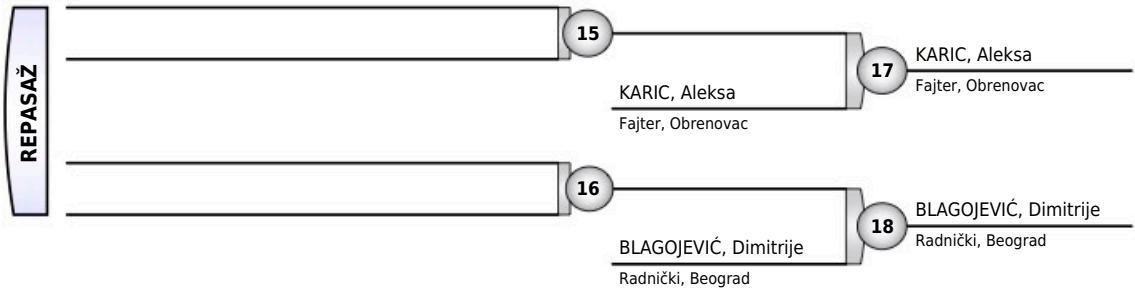 REPASAŽ
15
17
KARIC, Aleksa
Fajter, Obrenovac
KARIC, Aleksa
Fajter, Obrenovac
16
18
BLAGOJEVIĆ, Dimitrije
Radnički, Beograd
BLAGOJEVIĆ, Dimitrije
Radnički, Beograd